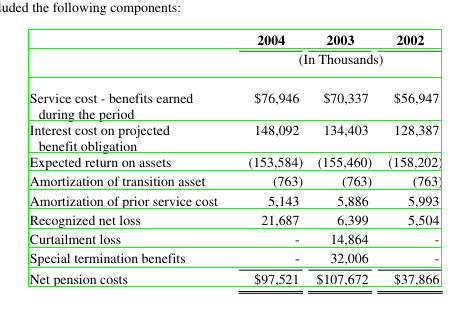 luded the following components:
2004 2003 2002
(In Thousands)
Service cost - benefits earned
during the period $76,946 $70,337 $56,947
Interest cost on projected
benefit obligation 148,092 134,403 128,387
Expected return on assets (153,584) (155,460) (158,202)
Amortization of transition asset (763) (763) (763)
Amortization of prior service cost 5,143 5,886 5,993
Recognized net loss 21,687 6,399 5,504
Curtailment loss - 14,864 -
Special termination benefits - 32,006 -
Net pension costs $97,521 $107,672 $37,866